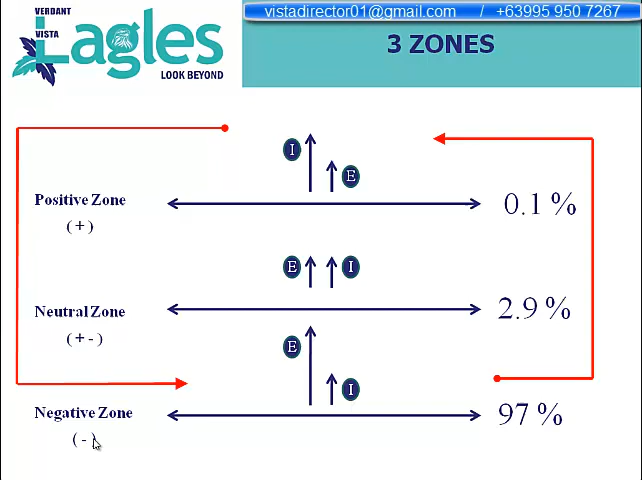 VERDANT
VISTA
Eagles
LOOK BEYOND
vistadirector01@gmail.com / +63995 950 7267
3 ZONES
I
E
Positive Zone
( + )
0.1 %
E I
Neutral Zone
( + - )
2.9 %
E
I
Negative Zone
( - )
97 %